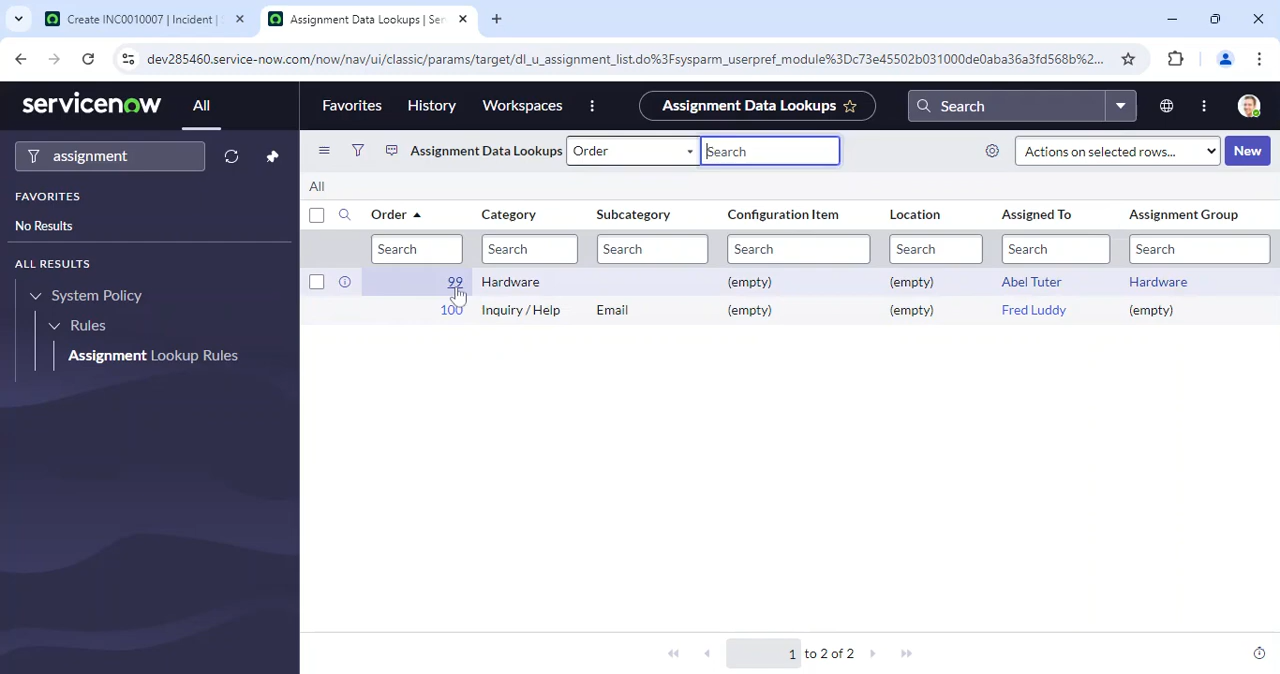 Create INC0010007 | Incident |
Assignment Data Lookups | Ser
dev285460.service-now.com/now/nav/ui/classic/params/target/dl_u_assignment_list.do%3Fsysparm_userpref_module%3Dc73e45502b031000de0aba36a3fd568b%2...
servicenow All Favorites History Workspaces Assignment Data Lookups Search
assignment
FAVORITES
No Results
ALL RESULTS
System Policy
Rules
Assignment Lookup Rules
Assignment Data Lookups Order Search Actions on selected rows... New
All
Order Category Subcategory Configuration Item Location Assigned To Assignment Group
Search Search Search Search Search Search Search
99 Hardware (empty) (empty) Abel Tuter Hardware
100 Inquiry / Help Email (empty) (empty) Fred Luddy (empty)
1 to 2 of 2